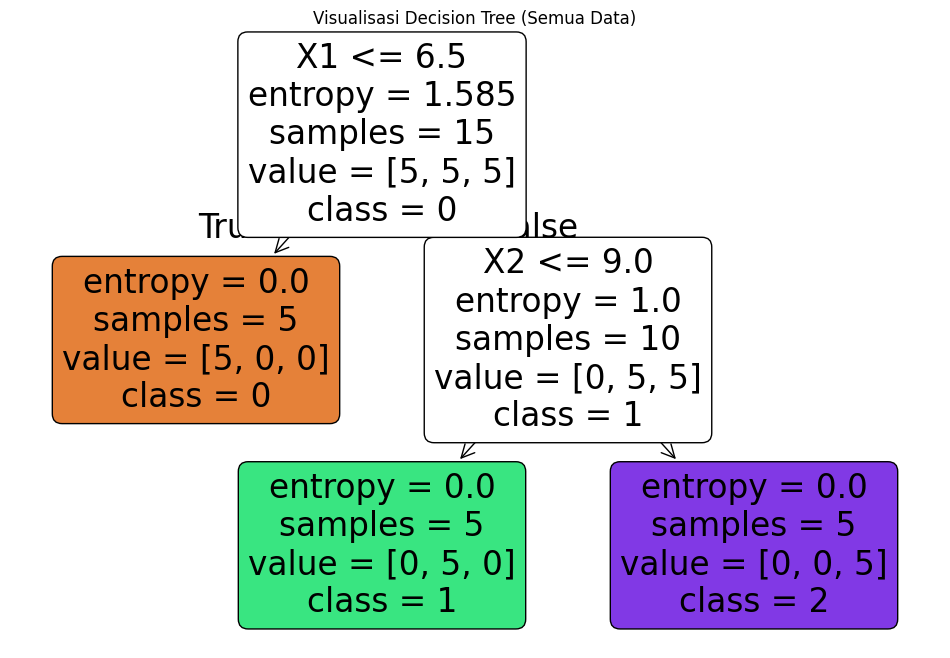 Visualisasi Decision Tree (Semua Data)
X1 <= 6.5
entropy = 1.585
samples = 15
value = [5, 5, 5]
class = 0
Tru
alse
entropy = 0.0
samples = 5
value = [5, 0, 0]
class = 0
X2 <= 9.0
entropy = 1.0
samples = 10
value = [0, 5, 5]
class = 1
entropy = 0.0
samples = 5
value = [0, 5, 0]
class = 1
entropy = 0.0
samples = 5
value = [0, 0, 5]
class = 2